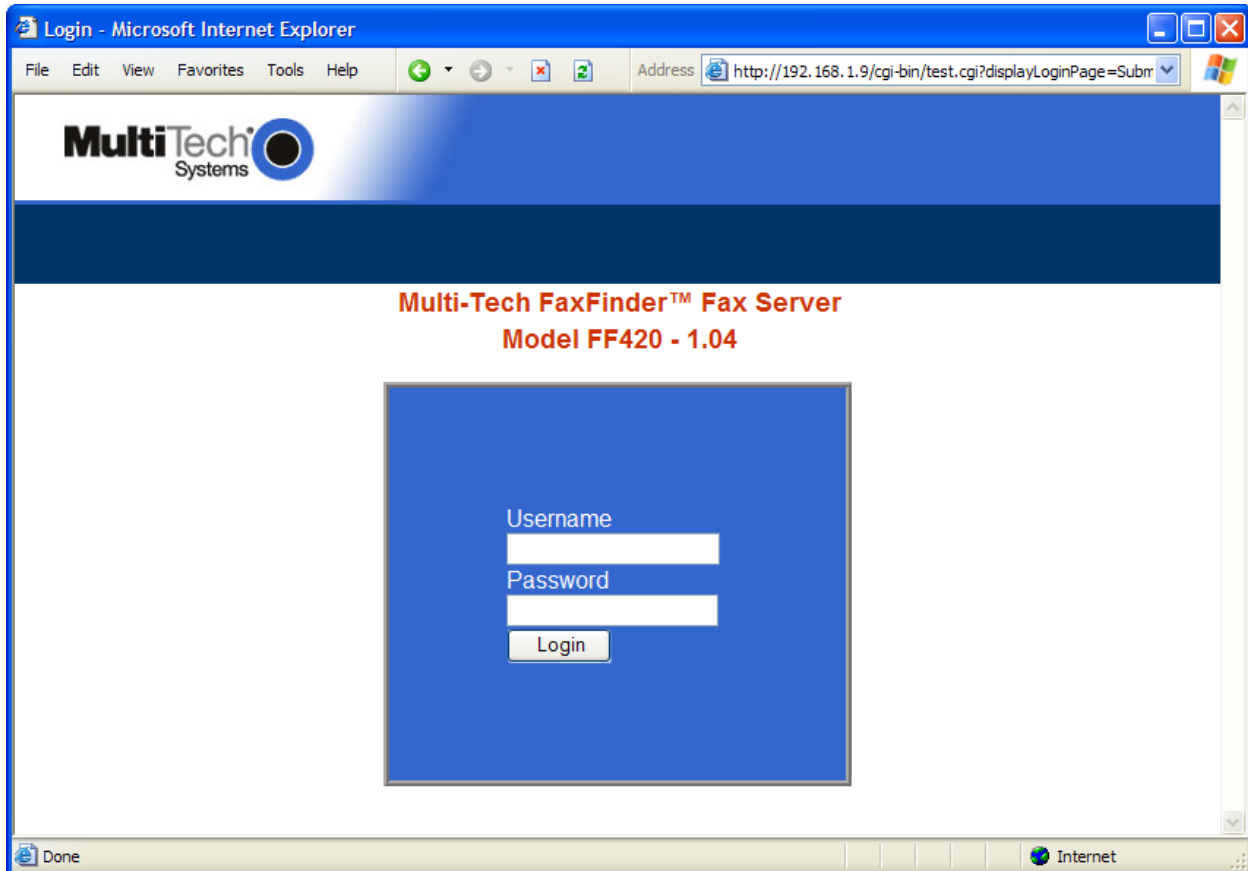 Login - Microsoft Internet Explorer
File Edit View Favorites Tools Help Address http://192.168.1.9/cgi-bin/test.cgi?displayLoginPage=Subm
MultiTech
Systems
Multi-Tech FaxFinder™ Fax Server
Model FF420 - 1.04
Username
Password
Login
Done Internet